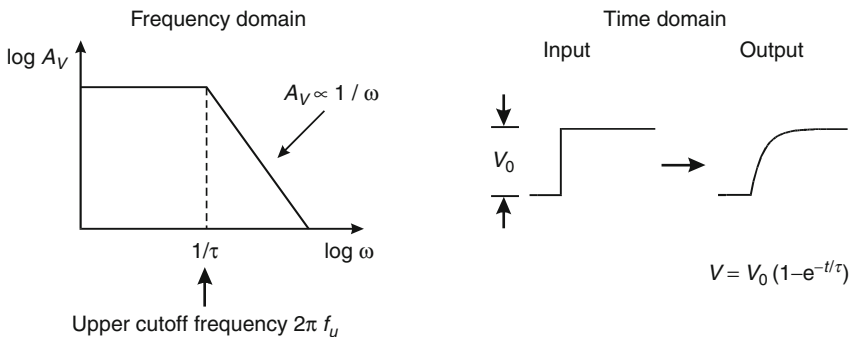 Frequency domain
log A_V
A_V ∝ 1 / ω
1/τ
log ω
Upper cutoff frequency 2π f_u
Time domain
Input
Output
V_0
V = V_0 (1–e^{–t/τ})